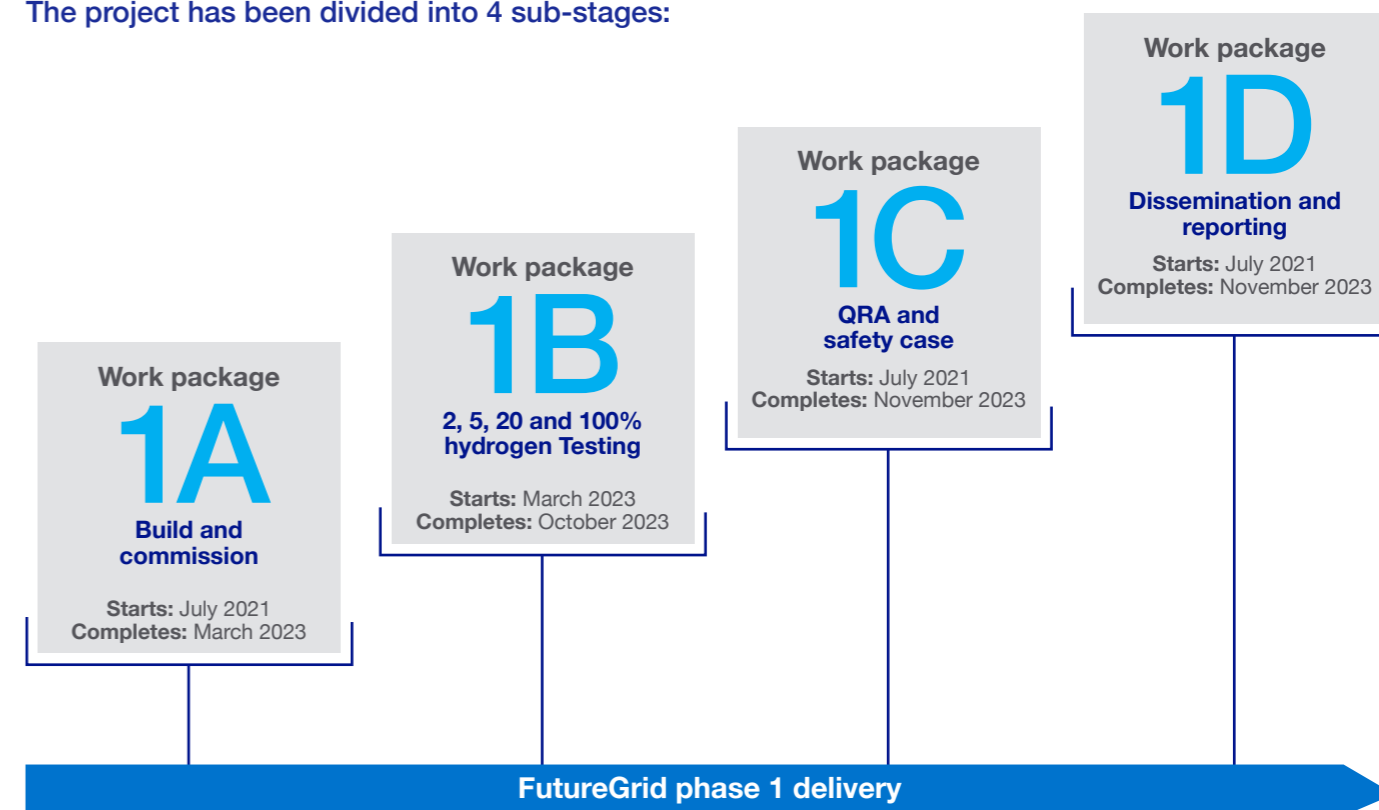 The project has been divided into 4 sub-stages:
Work package
1A
Build and
commission
Starts: July 2021
Completes: March 2023
Work package
1B
2, 5, 20 and 100%
hydrogen Testing
Starts: March 2023
Completes: October 2023
Work package
1C
QRA and
safety case
Starts: July 2021
Completes: November 2023
Work package
1D
Dissemination and
reporting
Starts: July 2021
Completes: November 2023
FutureGrid phase 1 delivery